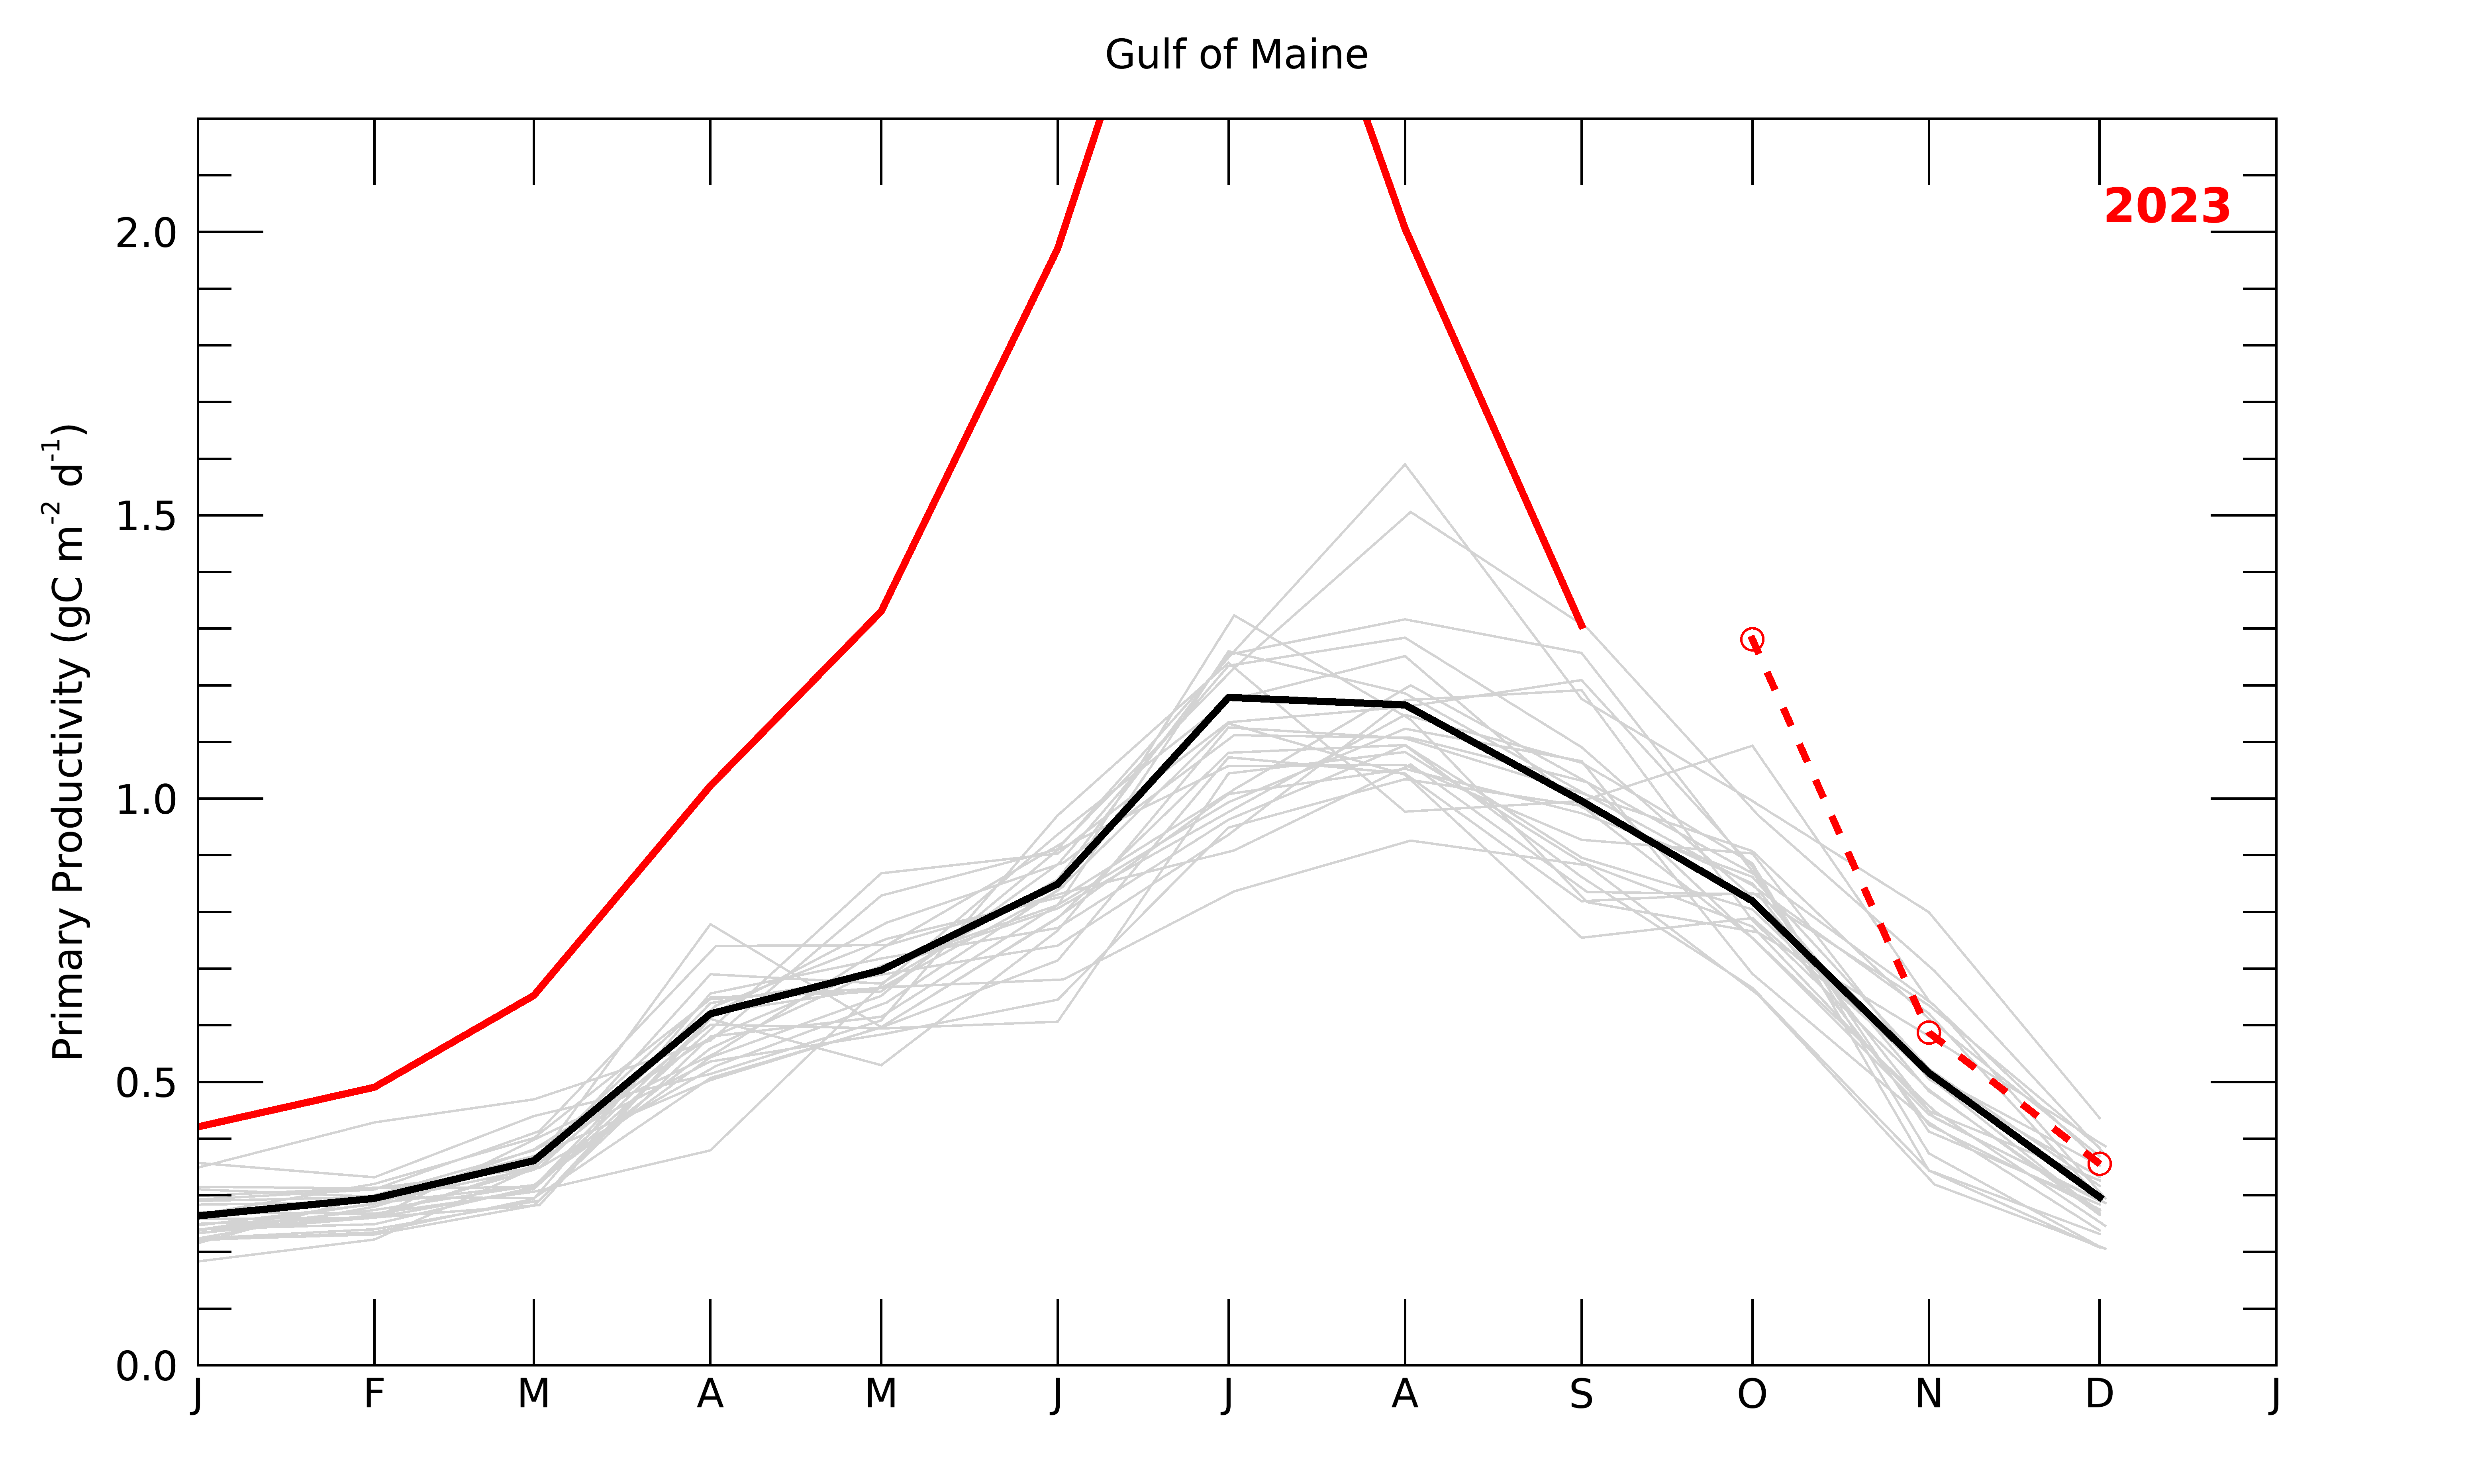 Gulf of Maine
2023
Primary Productivity (gC m⁻² d⁻¹)
2.0
1.5
1.0
0.5
0.0
J F M A M J J A S O N D J